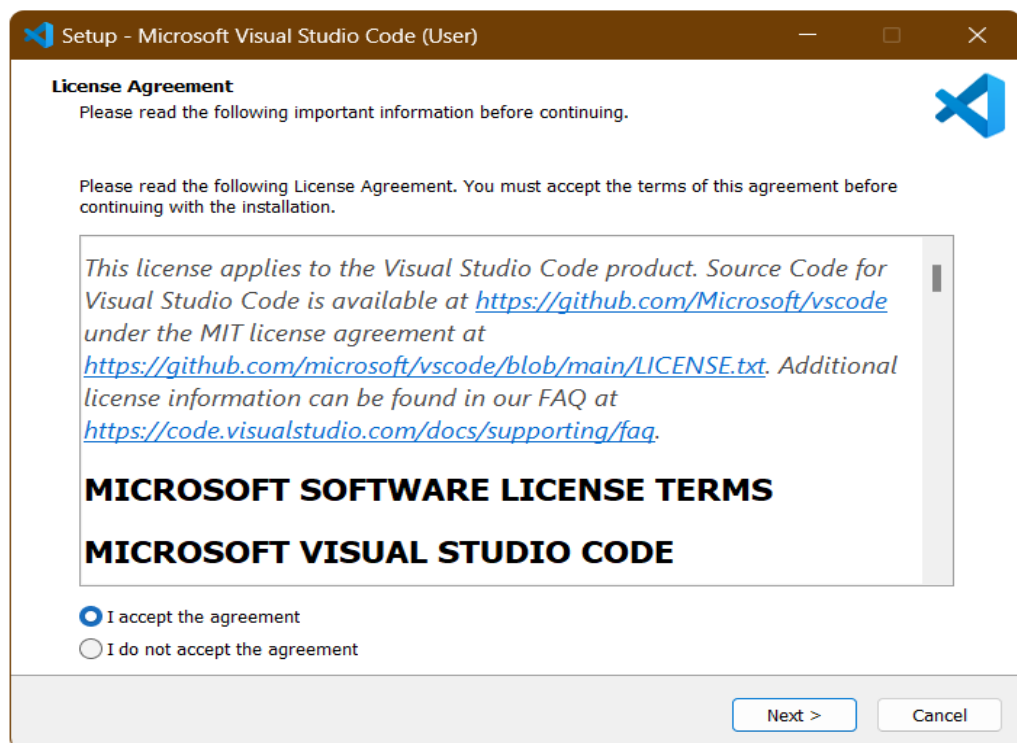 Setup - Microsoft Visual Studio Code (User)
License Agreement
Please read the following important information before continuing.
Please read the following License Agreement. You must accept the terms of this agreement before
continuing with the installation.
This license applies to the Visual Studio Code product. Source Code for
Visual Studio Code is available at https://github.com/Microsoft/vscode
under the MIT license agreement at
https://github.com/microsoft/vscode/blob/main/LICENSE.txt. Additional
license information can be found in our FAQ at
https://code.visualstudio.com/docs/supporting/faq.
MICROSOFT SOFTWARE LICENSE TERMS
MICROSOFT VISUAL STUDIO CODE
I accept the agreement
I do not accept the agreement
Next >
Cancel